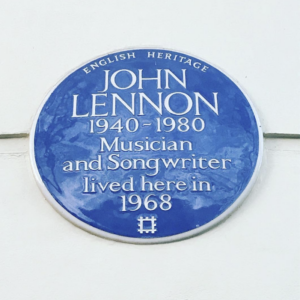 ENGLISH HERITAGE
JOHN
LENNON
1940-1980
Musician
and Songwriter
lived here in
1968